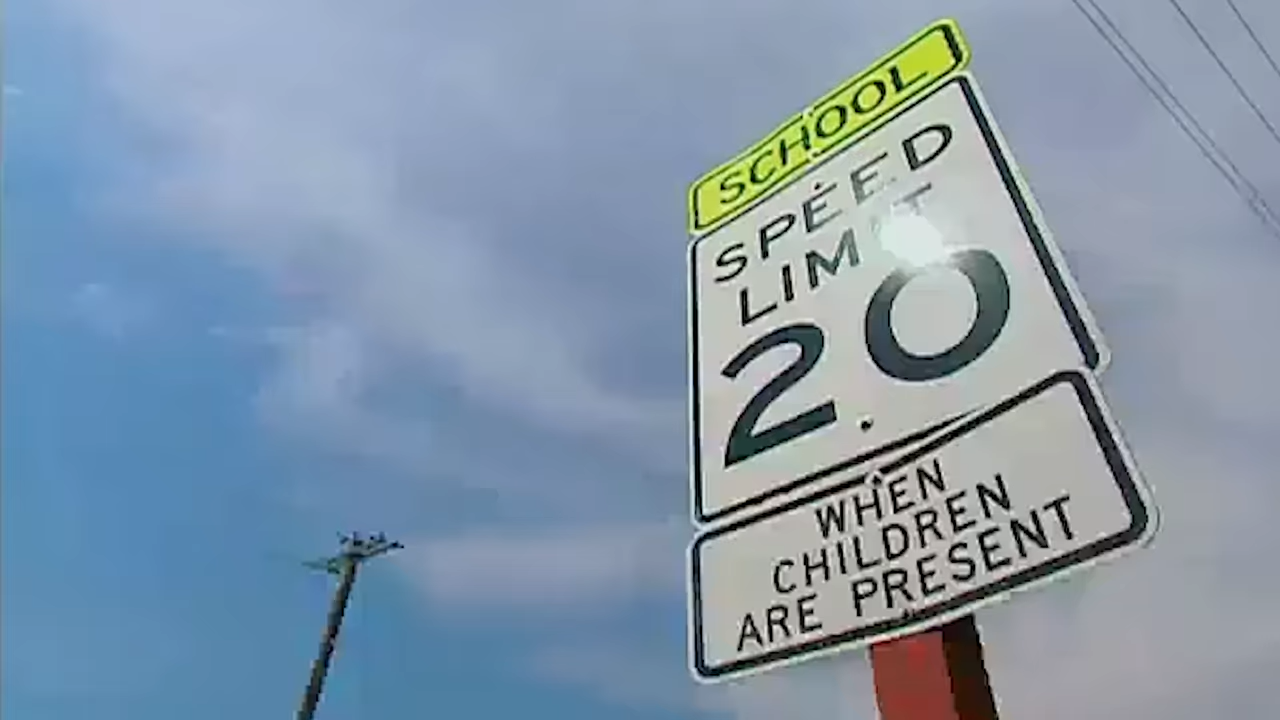 SCHOOL
SPEED
LIMIT
20
WHEN
CHILDREN
ARE PRESENT